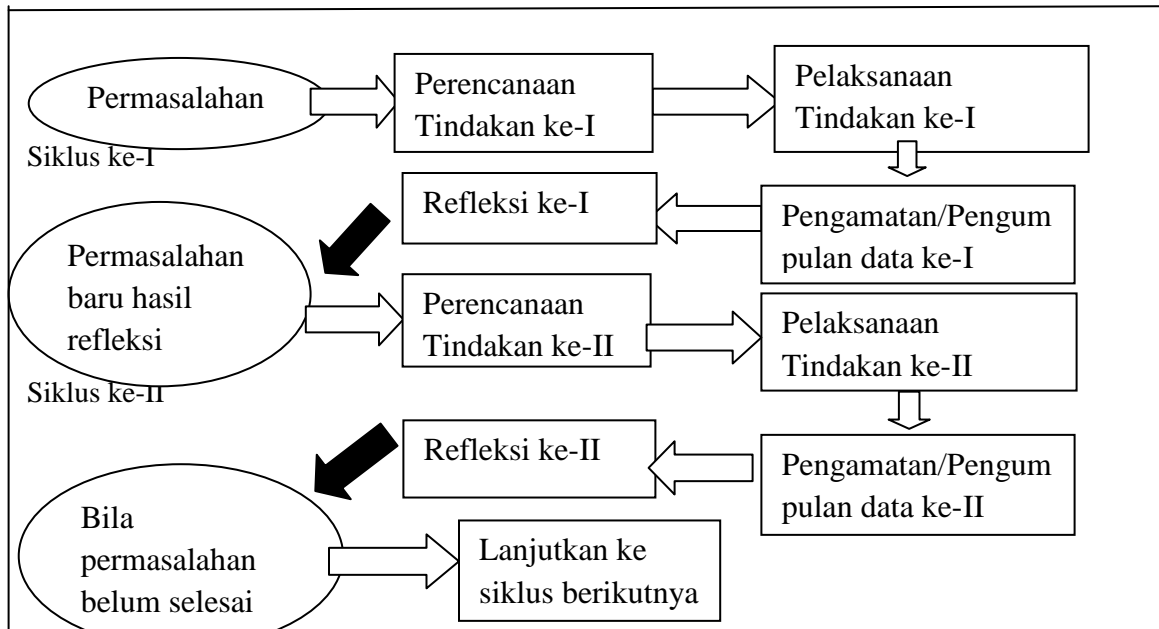 Permasalahan
Perencanaan
Tindakan ke-I
Pelaksanaan
Tindakan ke-I
Siklus ke-I
Refleksi ke-I
Pengamatan/Pengum
pulan data ke-I
Permasalahan
baru hasil
refleksi
Perencanaan
Tindakan ke-II
Pelaksanaan
Tindakan ke-II
Siklus ke-II
Refleksi ke-II
Pengamatan/Pengum
pulan data ke-II
Bila
permasalahan
belum selesai
Lanjutkan ke
siklus berikutnya